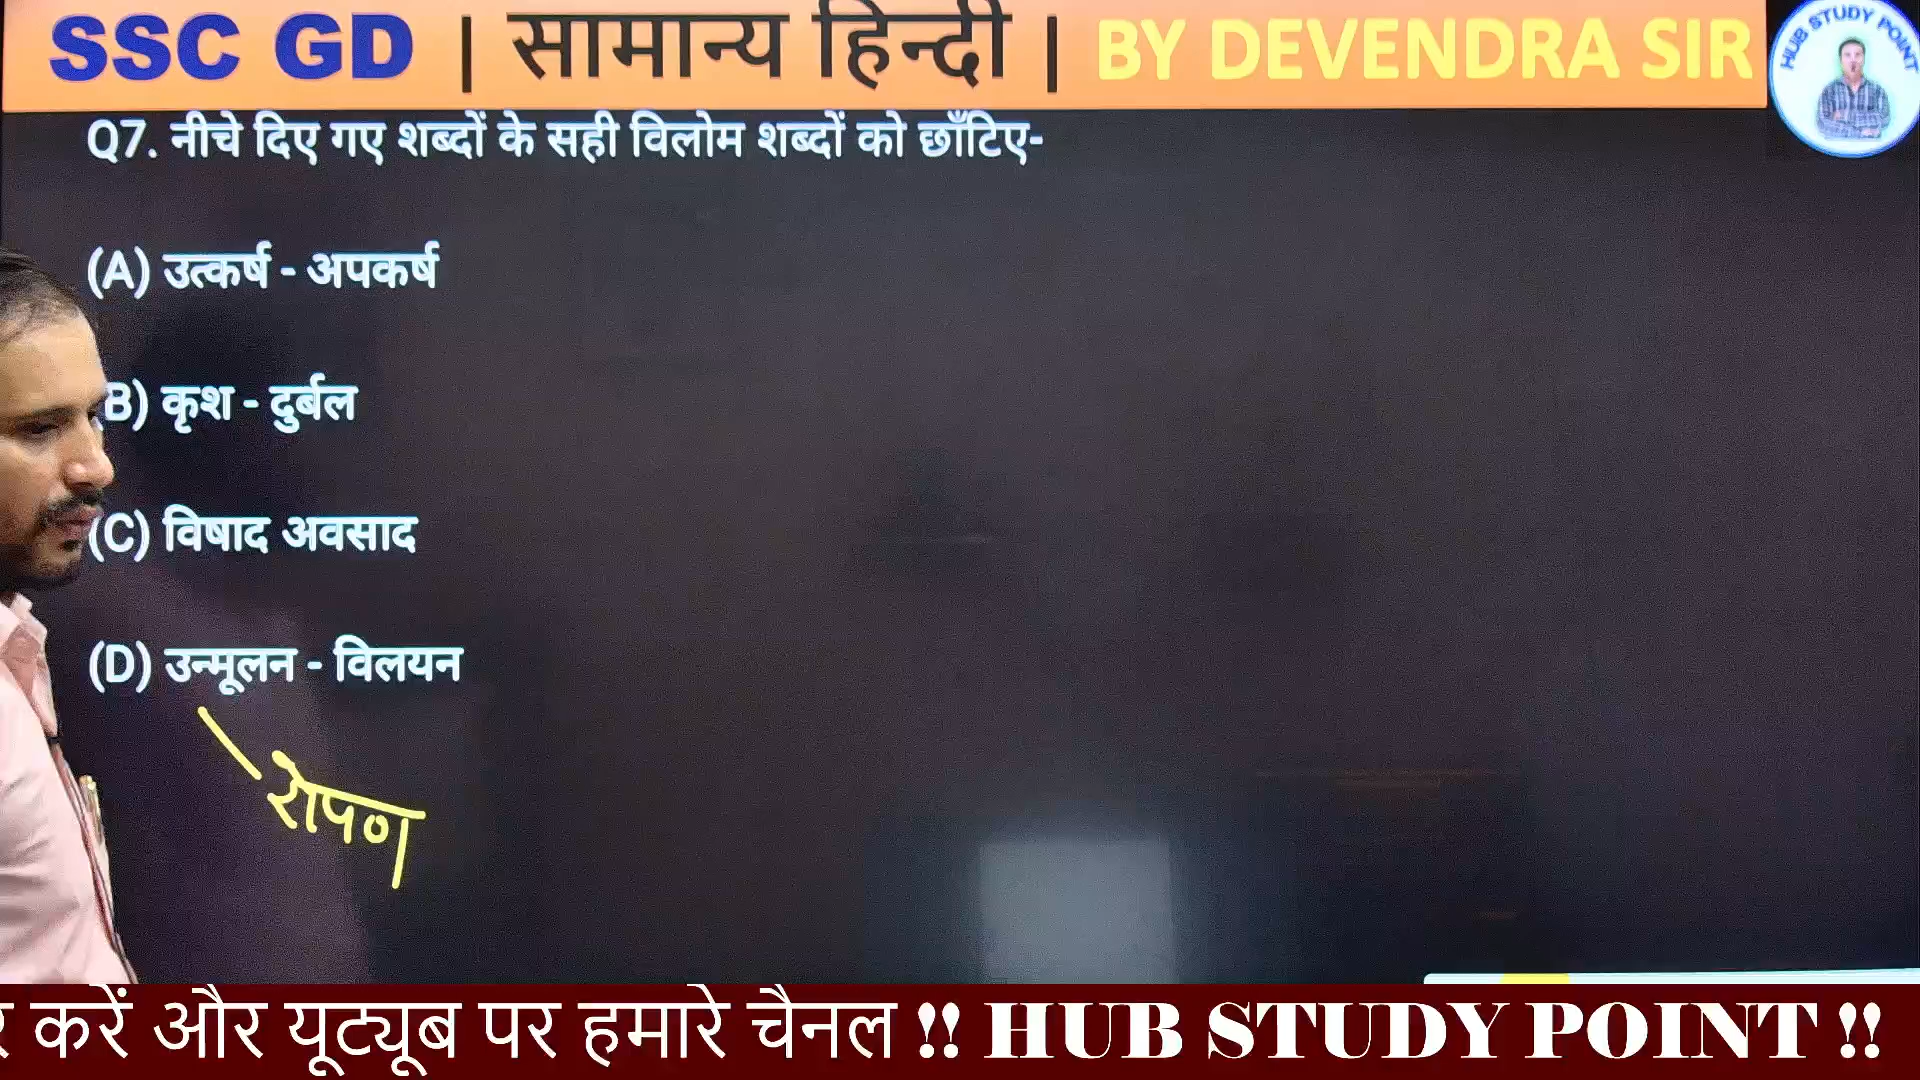 SSC GD | सामान्य हिन्दी | BY DEVENDRA SIR
HUB STUDY POINT
Q7. नीचे दिए गए शब्दों के सही विलोम शब्दों को छाँटिए-
(A) उत्कर्ष - अपकर्ष
B) कृश - दुर्बल
(C) विषाद अवसाद
(D) उन्मूलन - विलयन
रोपण
करें और यूट्यूब पर हमारे चैनल !! HUB STUDY POINT !!